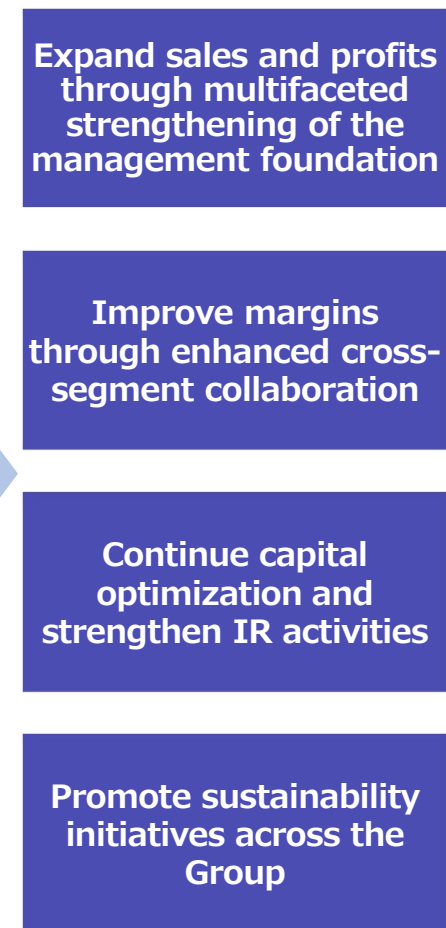 Expand sales and profits
through multifaceted
strengthening of the
management foundation
Improve margins
through enhanced cross-
segment collaboration
Continue capital
optimization and
strengthen IR activities
Promote sustainability
initiatives across the
Group